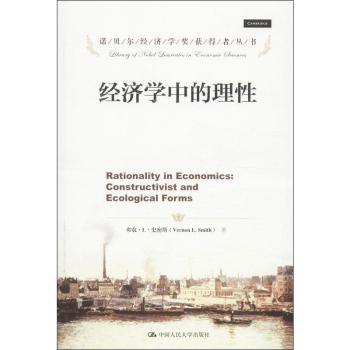 CAMBRIDGE
诺/贝/尔/经/济/学/奖/获/得/者/丛/书
Library of Nobel Laureates in Economic Sciences
经济学中的理性
Rationality in Economics:
Constructivist and
Ecological Forms
弗农·L·史密斯（Vernon L. Smith） 著
中国人民大学出版社